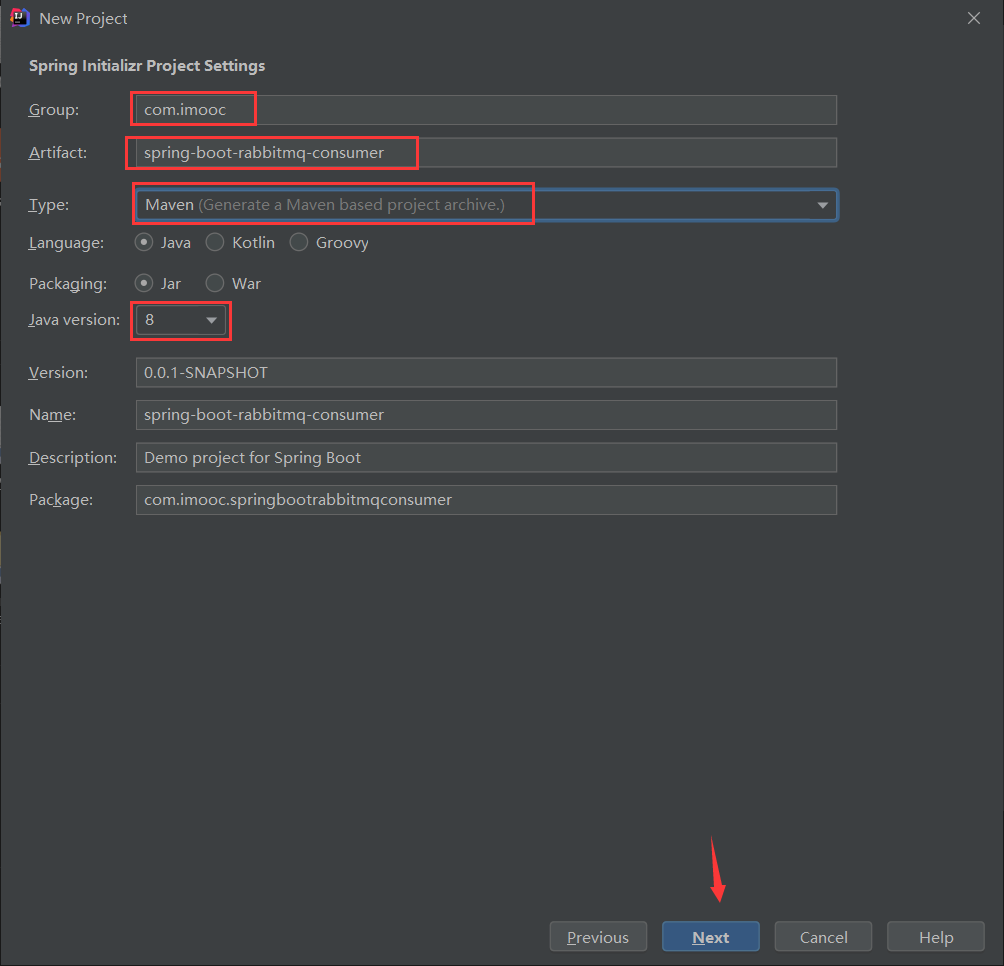 New Project
Spring Initializr Project Settings
Group: com.imooc
Artifact: spring-boot-rabbitmq-consumer
Type: Maven (Generate a Maven based project archive.)
Language: Java Kotlin Groovy
Packaging: Jar War
Java version: 8
Version: 0.0.1-SNAPSHOT
Name: spring-boot-rabbitmq-consumer
Description: Demo project for Spring Boot
Package: com.imooc.springbootrabbitmqconsumer
Previous Next Cancel Help